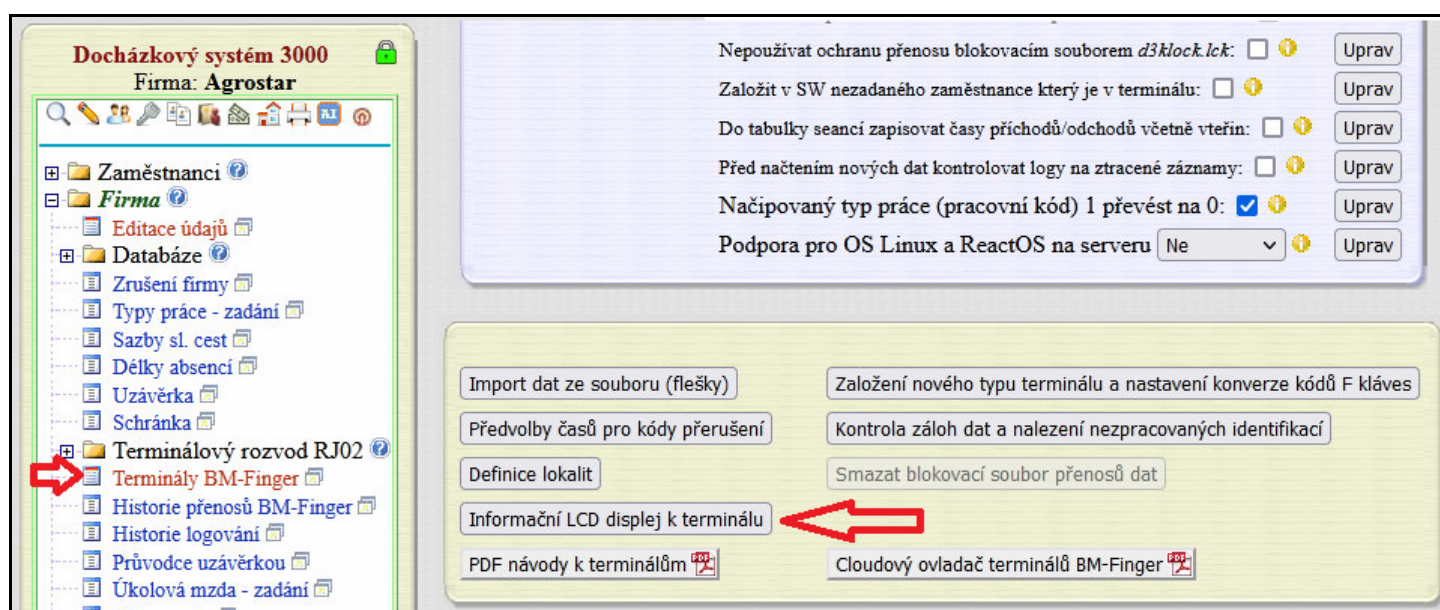 Docházkový systém 3000
Firma: Agrostar
AI
Zaměstnanci
Firma
Editace údajů
Databáze
Zrušení firmy
Typy práce - zadání
Sazby sl. cest
Délky absencí
Uzávěrka
Schránka
Terminálový rozvod RJ02
Terminály BM-Finger
Historie přenosů BM-Finger
Historie logování
Průvodce uzávěrkou
Úkolová mzda - zadání
Nepoužívat ochranu přenosu blokovacím souborem d3klock.lck: Uprav
Založit v SW nezadaného zaměstnance který je v terminálu: Uprav
Do tabulky seancí zapisovat časy příchodů/odchodů včetně vteřin: Uprav
Před načtením nových dat kontrolovat logy na ztracené záznamy: Uprav
Načipovaný typ práce (pracovní kód) 1 převést na 0: Uprav
Podpora pro OS Linux a ReactOS na serveru Ne Uprav
Import dat ze souboru (flešky) Založení nového typu terminálu a nastavení konverze kódů F kláves
Předvolby časů pro kódy přerušení Kontrola záloh dat a nalezení nezpracovaných identifikací
Definice lokalit Smazat blokovací soubor přenosů dat
Informační LCD displej k terminálu
PDF návody k terminálům Cloudový ovladač terminálů BM-Finger